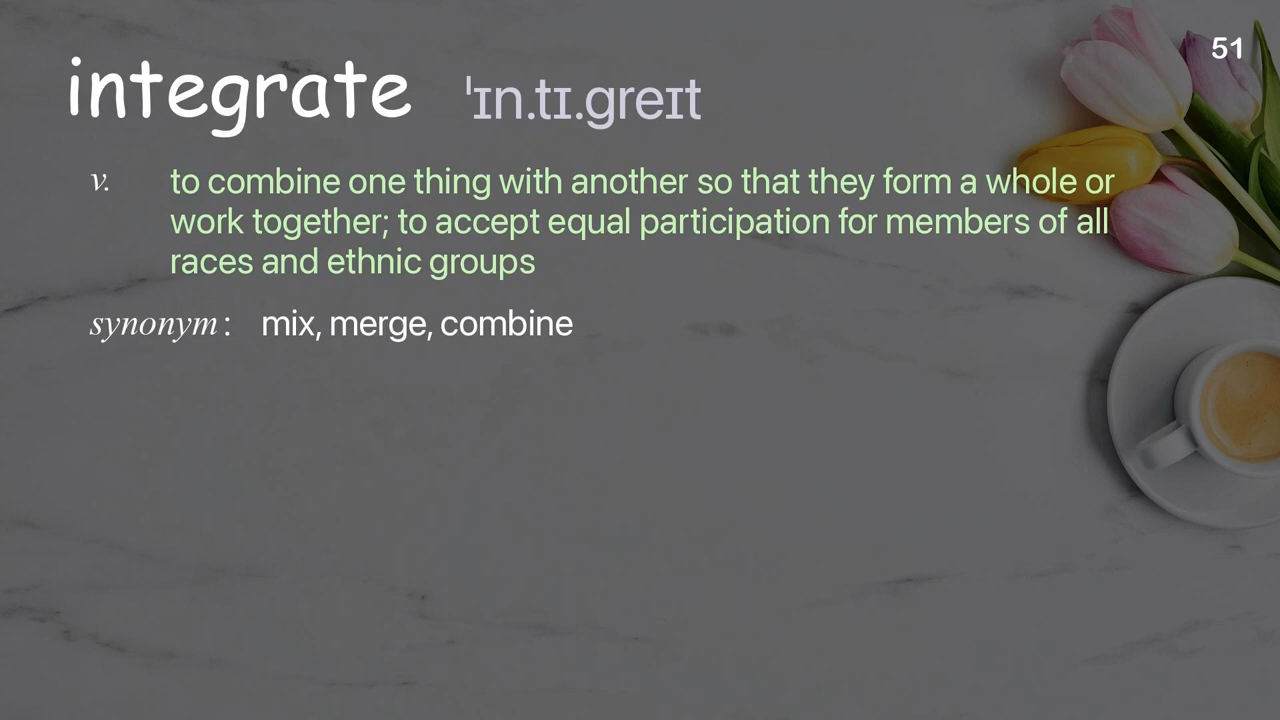 51
integrate ˈɪn.tɪ.greɪt
v. to combine one thing with another so that they form a whole or
work together; to accept equal participation for members of all
races and ethnic groups
synonym: mix, merge, combine